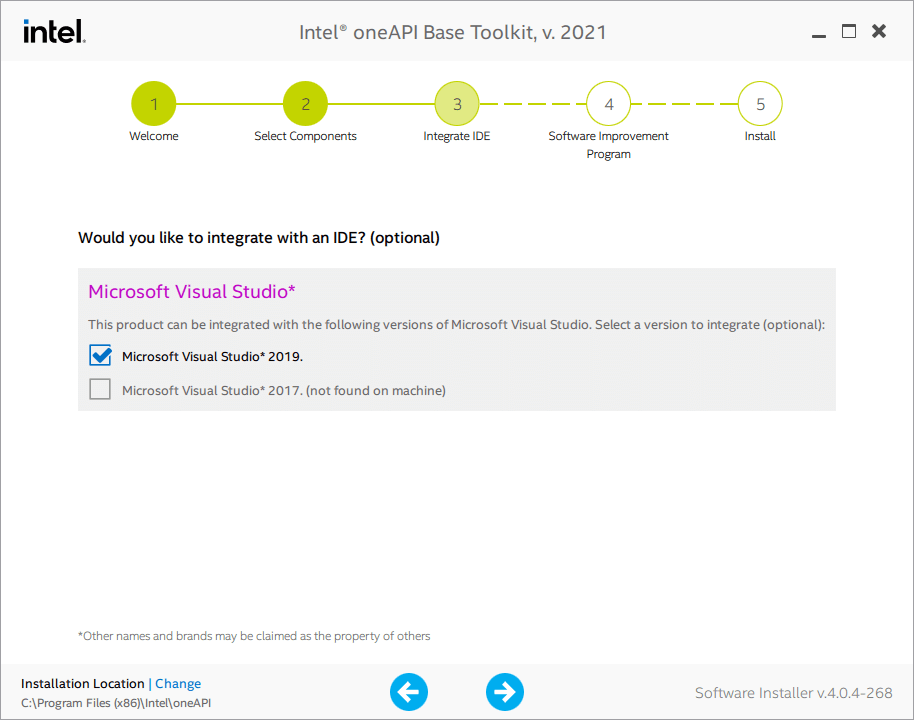 intel.
Intel® oneAPI Base Toolkit, v. 2021
1
2
3
4
5
Welcome
Select Components
Integrate IDE
Software Improvement
Program
Install
Would you like to integrate with an IDE? (optional)
Microsoft Visual Studio*
This product can be integrated with the following versions of Microsoft Visual Studio. Select a version to integrate (optional):
Microsoft Visual Studio* 2019.
Microsoft Visual Studio* 2017. (not found on machine)
*Other names and brands may be claimed as the property of others
Installation Location | Change
C:\Program Files (x86)\Intel\oneAPI
Software Installer v.4.0.4-268